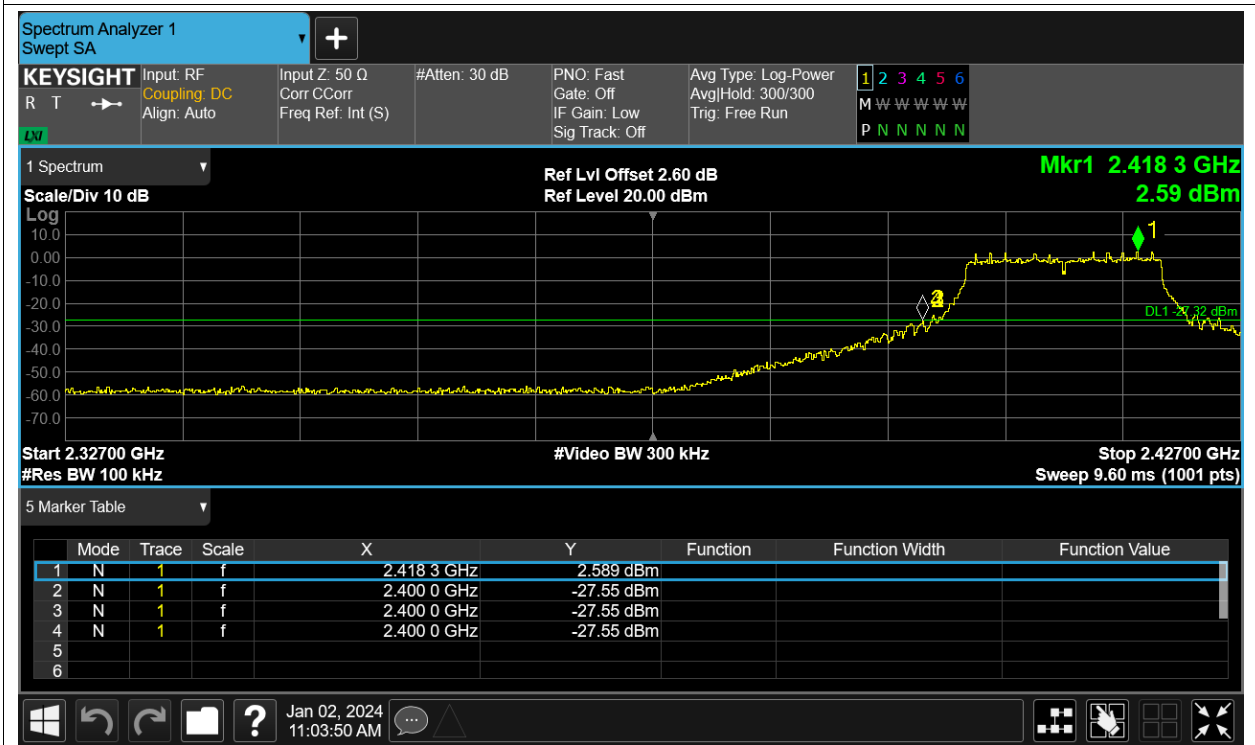 Spectrum Analyzer 1
Swept SA
KEYSIGHT Input: RF Input Z: 50 Ω #Atten: 30 dB PNO: Fast Avg Type: Log-Power 1 2 3 4 5 6
R T Coupling: DC Corr CCorr Gate: Off Avg|Hold: 300/300 M W W W W W W
Align: Auto Freq Ref: Int (S) IF Gain: Low Trig: Free Run
LXI Sig Track: Off P N N N N N N
1 Spectrum Ref Lvl Offset 2.60 dB Mkr1 2.418 3 GHz
Scale/Div 10 dB Ref Level 20.00 dBm 2.59 dBm
Log
10.0 1
0.00
-10.0
-20.0
DL1 -27.32 dBm
-30.0
-40.0
-50.0
-60.0
-70.0
Start 2.32700 GHz #Video BW 300 kHz Stop 2.42700 GHz
#Res BW 100 kHz Sweep 9.60 ms (1001 pts)
5 Marker Table
Mode Trace Scale X Y Function Function Width Function Value
1 N 1 f 2.418 3 GHz 2.589 dBm
2 N 1 f 2.400 0 GHz -27.55 dBm
3 N 1 f 2.400 0 GHz -27.55 dBm
4 N 1 f 2.400 0 GHz -27.55 dBm
5
6
? Jan 02, 2024
11:03:50 AM